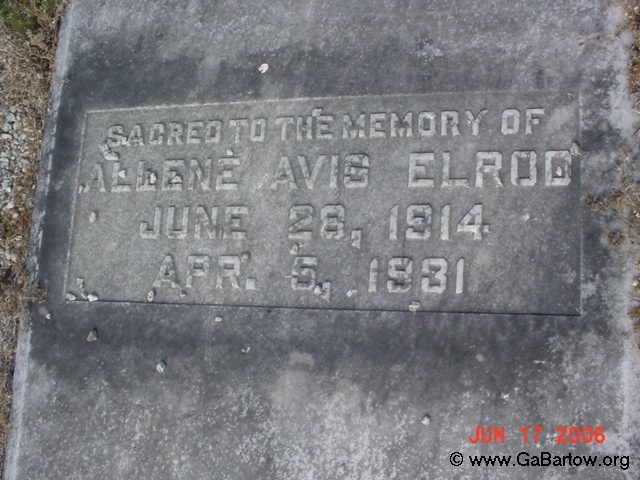 SACRED TO THE MEMORY OF
ALLENE AVIS ELROD
JUNE 28, 1914
APR. 5, 1931
JUN 17 2006
© www.GaBartow.org